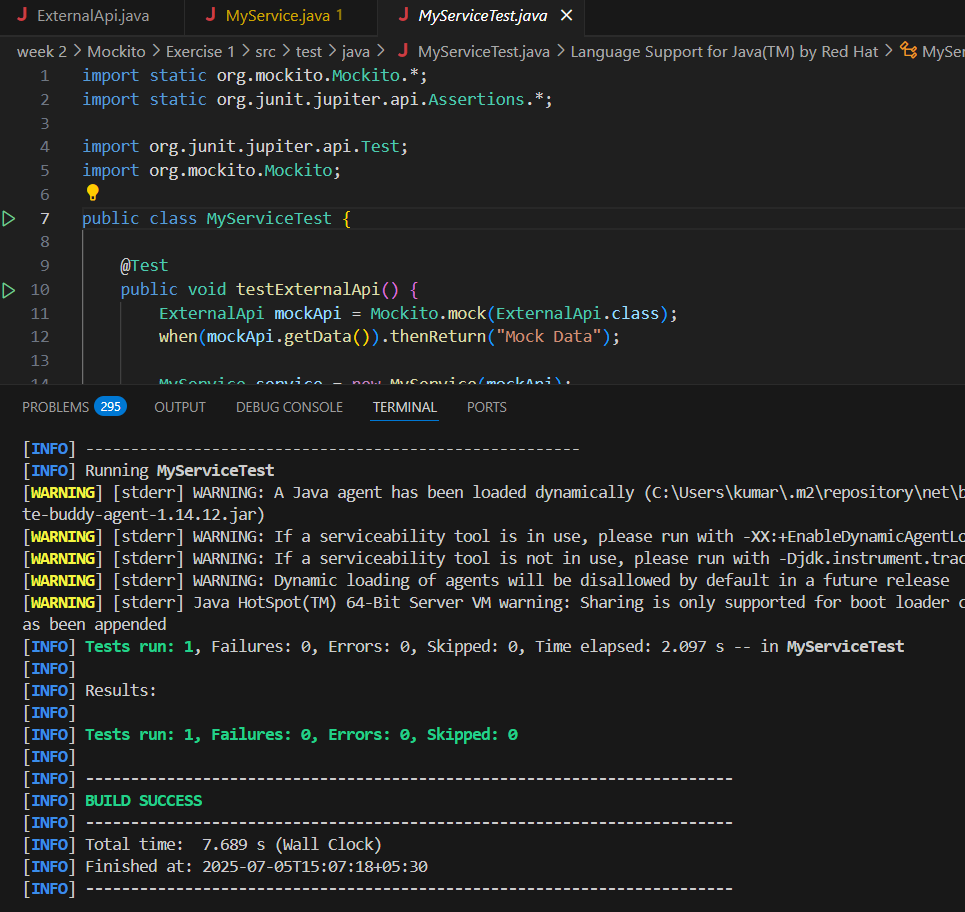 ExternalApi.java MyService.java 1 MyServiceTest.java
week 2 > Mockito > Exercise 1 > src > test > java > MyServiceTest.java > Language Support for Java(TM) by Red Hat > MySer
1 import static org.mockito.Mockito.*;
2 import static org.junit.jupiter.api.Assertions.*;
3
4 import org.junit.jupiter.api.Test;
5 import org.mockito.Mockito;
6
7 public class MyServiceTest {
8
9 @Test
10 public void testExternalApi() {
11 ExternalApi mockApi = Mockito.mock(ExternalApi.class);
12 when(mockApi.getData()).thenReturn("Mock Data");
13
14 MyService service = new MyService(mockApi);
PROBLEMS 295 OUTPUT DEBUG CONSOLE TERMINAL PORTS
[INFO] -------------------------------------------------------
[INFO] Running MyServiceTest
[WARNING] [stderr] WARNING: A Java agent has been loaded dynamically (C:\Users\kumar\.m2\repository\net\b
te-buddy-agent-1.14.12.jar)
[WARNING] [stderr] WARNING: If a serviceability tool is in use, please run with -XX:+EnableDynamicAgentLo
[WARNING] [stderr] WARNING: If a serviceability tool is not in use, please run with -Djdk.instrument.trac
[WARNING] [stderr] WARNING: Dynamic loading of agents will be disallowed by default in a future release
[WARNING] [stderr] Java HotSpot(TM) 64-Bit Server VM warning: Sharing is only supported for boot loader c
as been appended
[INFO] Tests run: 1, Failures: 0, Errors: 0, Skipped: 0, Time elapsed: 2.097 s -- in MyServiceTest
[INFO]
[INFO] Results:
[INFO]
[INFO] Tests run: 1, Failures: 0, Errors: 0, Skipped: 0
[INFO]
[INFO] ------------------------------------------------------------------------
[INFO] BUILD SUCCESS
[INFO] ------------------------------------------------------------------------
[INFO] Total time:  7.689 s (Wall Clock)
[INFO] Finished at: 2025-07-05T15:07:18+05:30
[INFO] ------------------------------------------------------------------------